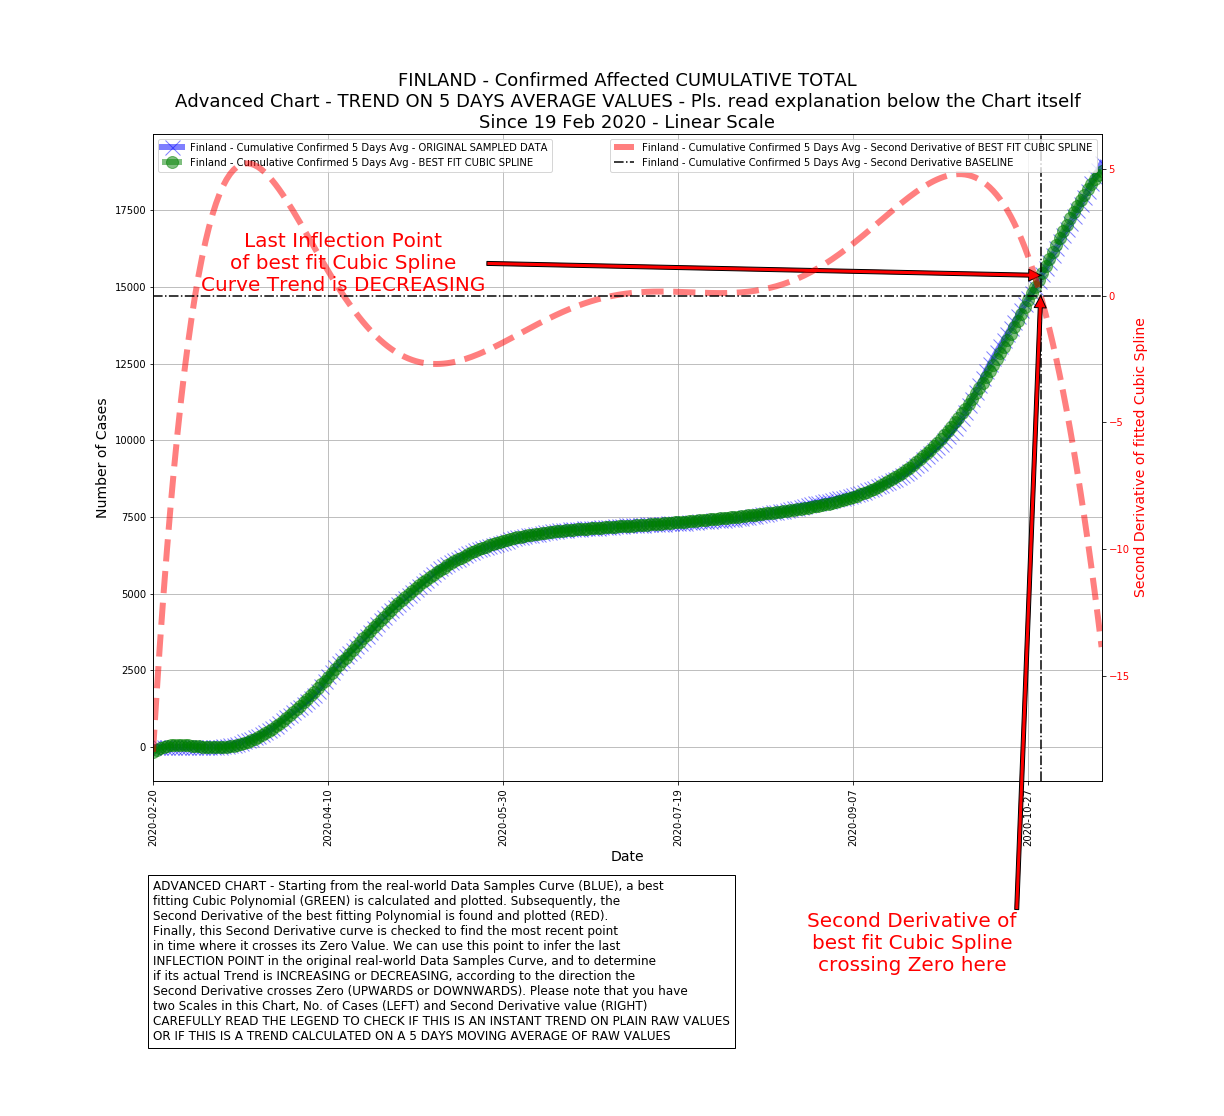 FINLAND - Confirmed Affected CUMULATIVE TOTAL
Advanced Chart - TREND ON 5 DAYS AVERAGE VALUES - Pls. read explanation below the Chart itself
Since 19 Feb 2020 - Linear Scale
Finland - Cumulative Confirmed 5 Days Avg - ORIGINAL SAMPLED DATA
Finland - Cumulative Confirmed 5 Days Avg - BEST FIT CUBIC SPLINE
Finland - Cumulative Confirmed 5 Days Avg - Second Derivative of BEST FIT CUBIC SPLINE
Finland - Cumulative Confirmed 5 Days Avg - Second Derivative BASELINE
Last Inflection Point
of best fit Cubic Spline
Curve Trend is DECREASING
Number of Cases
17500
15000
12500
10000
7500
5000
2500
0
5
0
−5
−10
−15
Second Derivative of fitted Cubic Spline
2020-02-20
2020-04-10
2020-05-30
2020-07-19
2020-09-07
2020-10-27
Date
Second Derivative of
best fit Cubic Spline
crossing Zero here
ADVANCED CHART - Starting from the real-world Data Samples Curve (BLUE), a best
fitting Cubic Polynomial (GREEN) is calculated and plotted. Subsequently, the
Second Derivative of the best fitting Polynomial is found and plotted (RED).
Finally, this Second Derivative curve is checked to find the most recent point
in time where it crosses its Zero Value. We can use this point to infer the last
INFLECTION POINT in the original real-world Data Samples Curve, and to determine
if its actual Trend is INCREASING or DECREASING, according to the direction the
Second Derivative crosses Zero (UPWARDS or DOWNWARDS). Please note that you have
two Scales in this Chart, No. of Cases (LEFT) and Second Derivative value (RIGHT)
CAREFULLY READ THE LEGEND TO CHECK IF THIS IS AN INSTANT TREND ON PLAIN RAW VALUES
OR IF THIS IS A TREND CALCULATED ON A 5 DAYS MOVING AVERAGE OF RAW VALUES